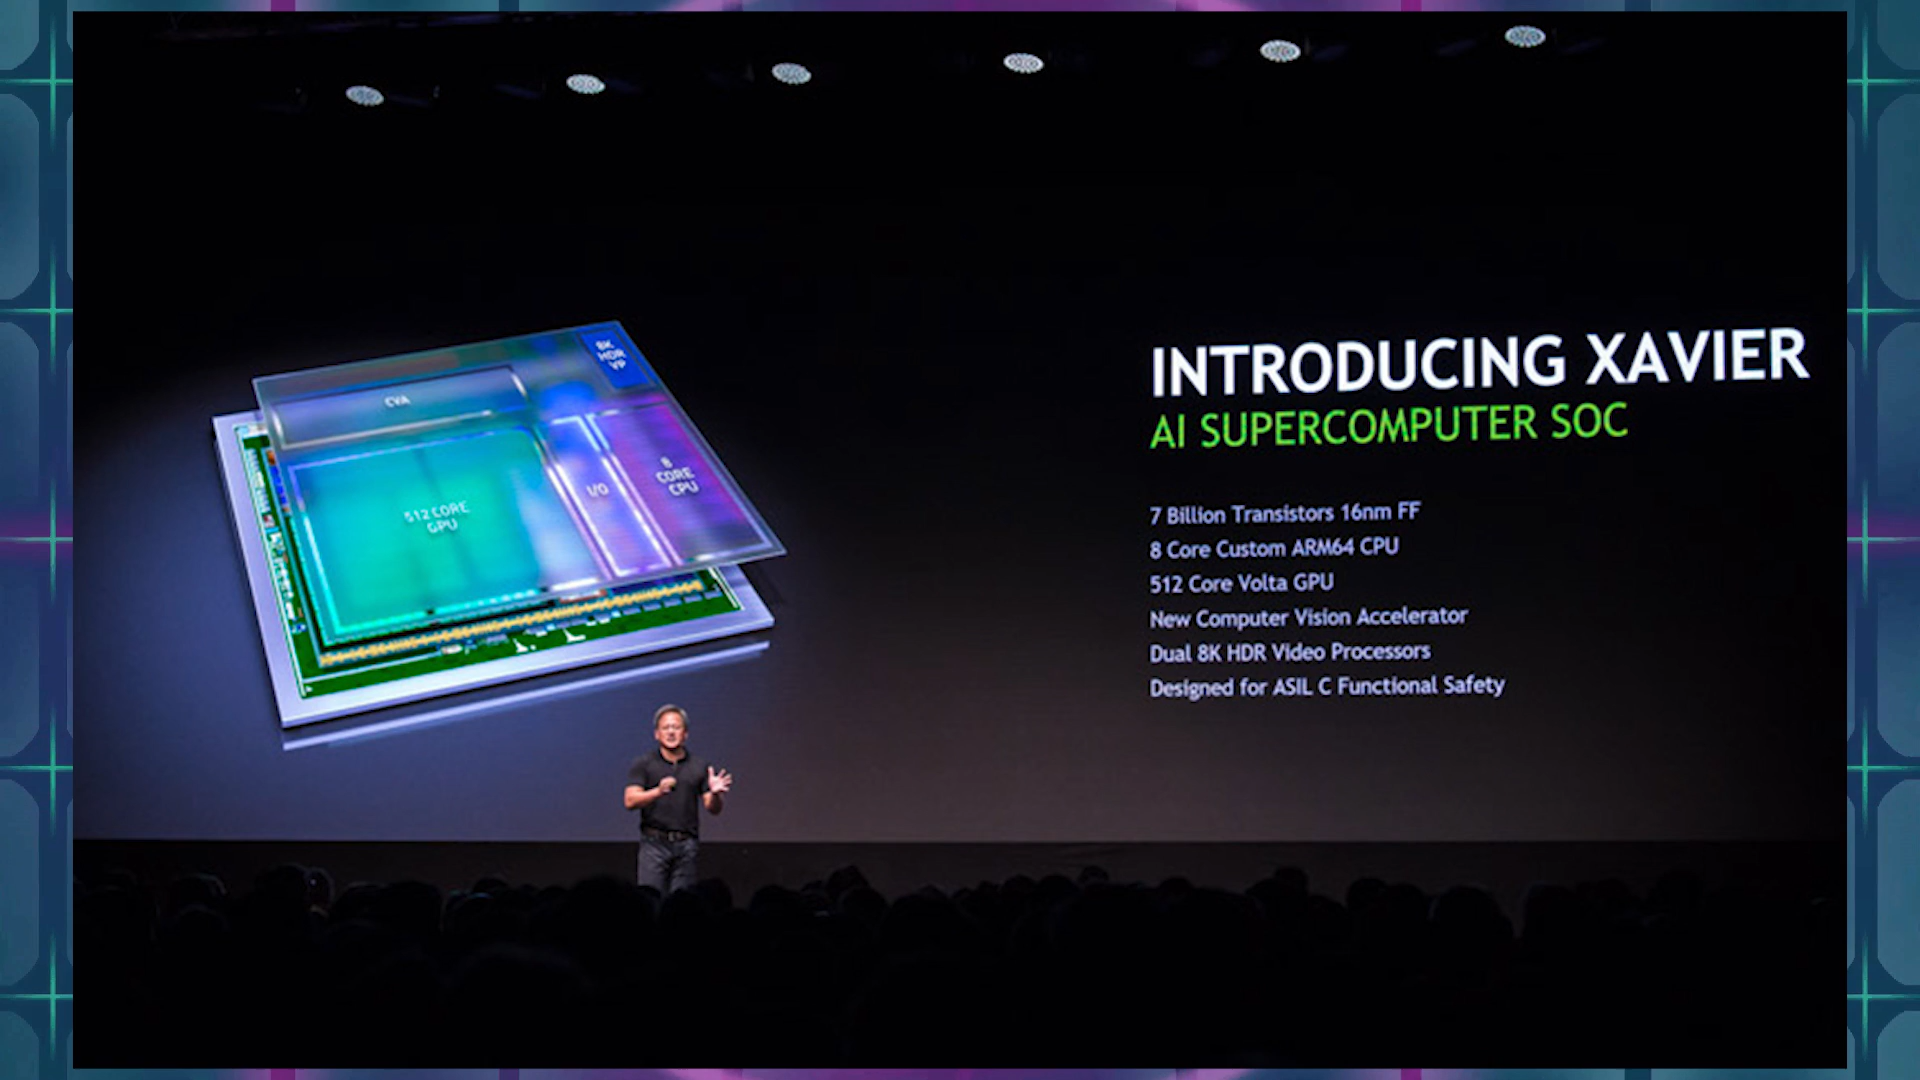 8K
HDR
VP
CVA
512 CORE
GPU
I/O
8
CORE
CPU
INTRODUCING XAVIER
AI SUPERCOMPUTER SOC
7 Billion Transistors 16nm FF
8 Core Custom ARM64 CPU
512 Core Volta GPU
New Computer Vision Accelerator
Dual 8K HDR Video Processors
Designed for ASIL C Functional Safety